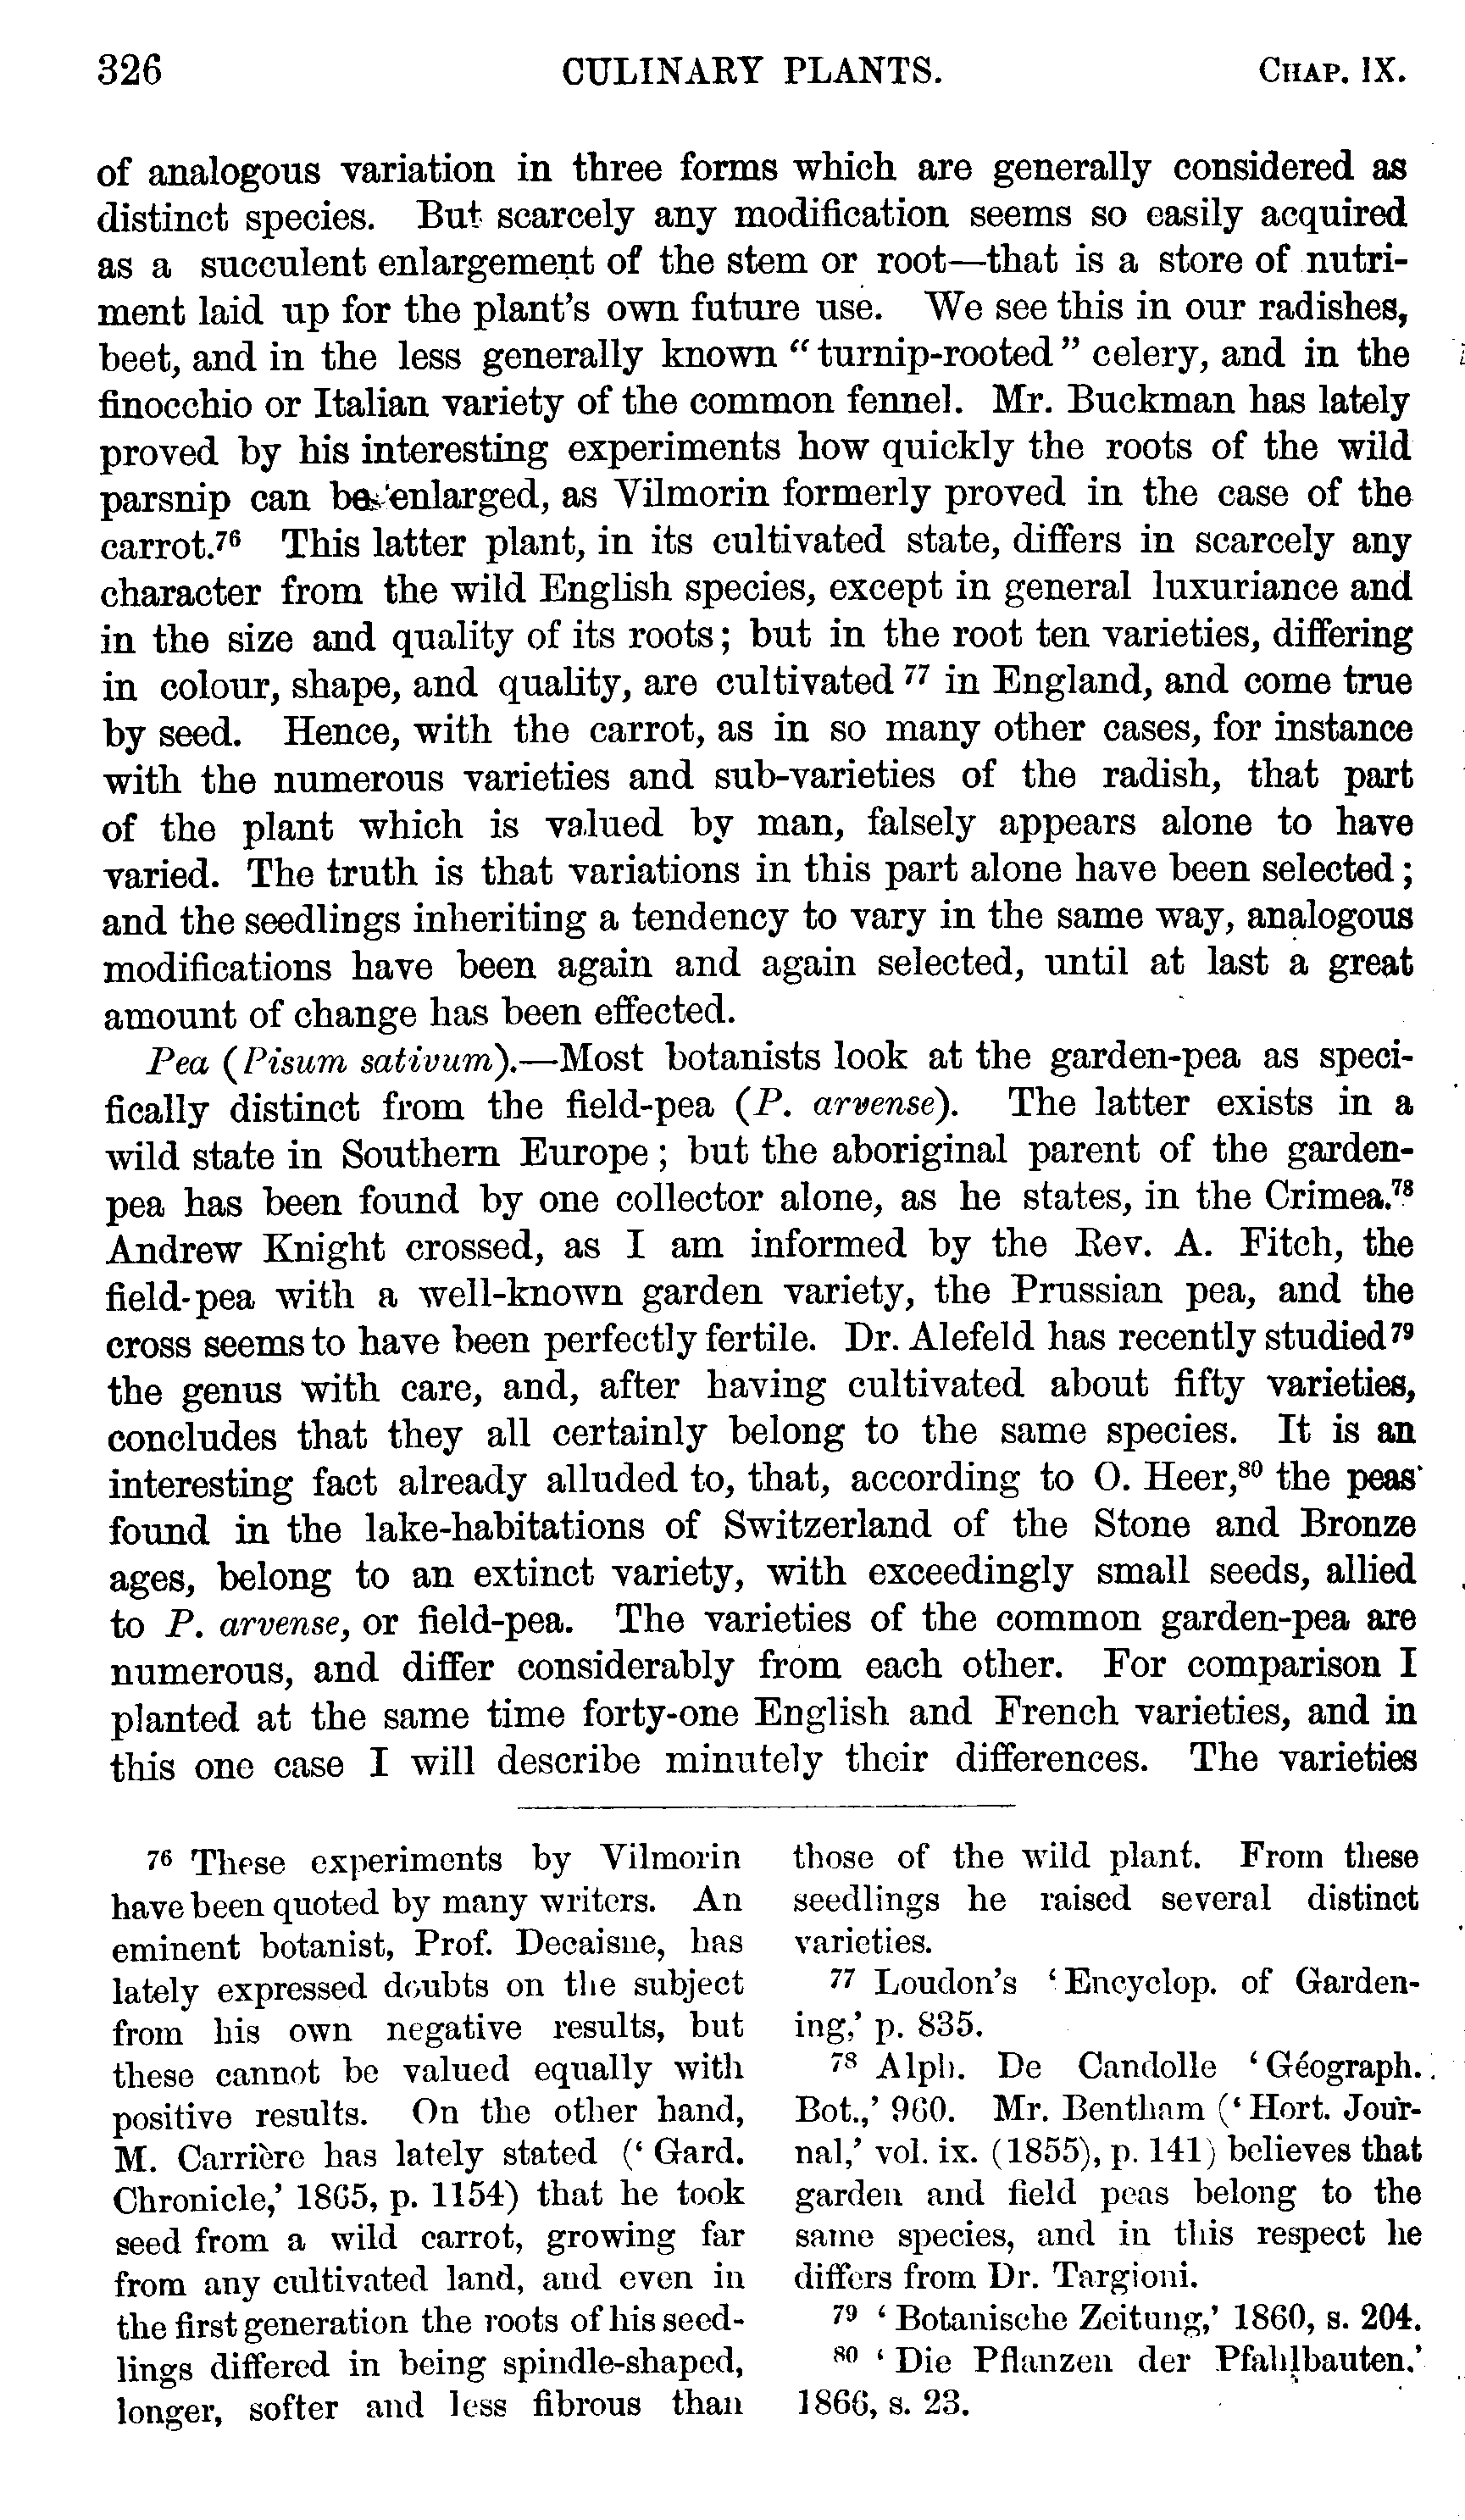 326 CULINARY PLANTS. CHAP. IX.
of analogous variation in three forms which are generally considered as
distinct species. But scarcely any modification seems so easily acquired
as a succulent enlargement of the stem or root—that is a store of nutri-
ment laid up for the plant's own future use. We see this in our radishes,
beet, and in the less generally known “turnip-rooted” celery, and in the
finocchio or Italian variety of the common fennel. Mr. Buckman has lately
proved by his interesting experiments how quickly the roots of the wild
parsnip can be enlarged, as Vilmorin formerly proved in the case of the
carrot.⁷⁶ This latter plant, in its cultivated state, differs in scarcely any
character from the wild English species, except in general luxuriance and
in the size and quality of its roots; but in the root ten varieties, differing
in colour, shape, and quality, are cultivated ⁷⁷ in England, and come true
by seed. Hence, with the carrot, as in so many other cases, for instance
with the numerous varieties and sub-varieties of the radish, that part
of the plant which is valued by man, falsely appears alone to have
varied. The truth is that variations in this part alone have been selected;
and the seedlings inheriting a tendency to vary in the same way, analogous
modifications have been again and again selected, until at last a great
amount of change has been effected.
Pea (Pisum sativum).—Most botanists look at the garden-pea as speci-
fically distinct from the field-pea (P. arvense). The latter exists in a
wild state in Southern Europe; but the aboriginal parent of the garden-
pea has been found by one collector alone, as he states, in the Crimea.⁷⁸
Andrew Knight crossed, as I am informed by the Rev. A. Fitch, the
field-pea with a well-known garden variety, the Prussian pea, and the
cross seems to have been perfectly fertile. Dr. Alefeld has recently studied⁷⁹
the genus with care, and, after having cultivated about fifty varieties,
concludes that they all certainly belong to the same species. It is an
interesting fact already alluded to, that, according to O. Heer,⁸⁰ the peas
found in the lake-habitations of Switzerland of the Stone and Bronze
ages, belong to an extinct variety, with exceedingly small seeds, allied
to P. arvense, or field-pea. The varieties of the common garden-pea are
numerous, and differ considerably from each other. For comparison I
planted at the same time forty-one English and French varieties, and in
this one case I will describe minutely their differences. The varieties
⁷⁶ These experiments by Vilmorin
have been quoted by many writers. An
eminent botanist, Prof. Decaisne, has
lately expressed doubts on the subject
from his own negative results, but
these cannot be valued equally with
positive results. On the other hand,
M. Carrière has lately stated (‘Gard.
Chronicle,’ 1865, p. 1154) that he took
seed from a wild carrot, growing far
from any cultivated land, and even in
the first generation the roots of his seed-
lings differed in being spindle-shaped,
longer, softer and less fibrous than
those of the wild plant. From these
seedlings he raised several distinct
varieties.
⁷⁷ Loudon's ‘Encyclop. of Garden-
ing,’ p. 835.
⁷⁸ Alph. De Candolle ‘Géograph.
Bot.,’ 960. Mr. Bentham (‘Hort. Jour-
nal,’ vol. ix. (1855), p. 141) believes that
garden and field peas belong to the
same species, and in this respect he
differs from Dr. Targioni.
⁷⁹ ‘Botanische Zeitung,’ 1860, s. 204.
⁸⁰ ‘Die Pflanzen der Pfahlbauten.’
1866, s. 23.